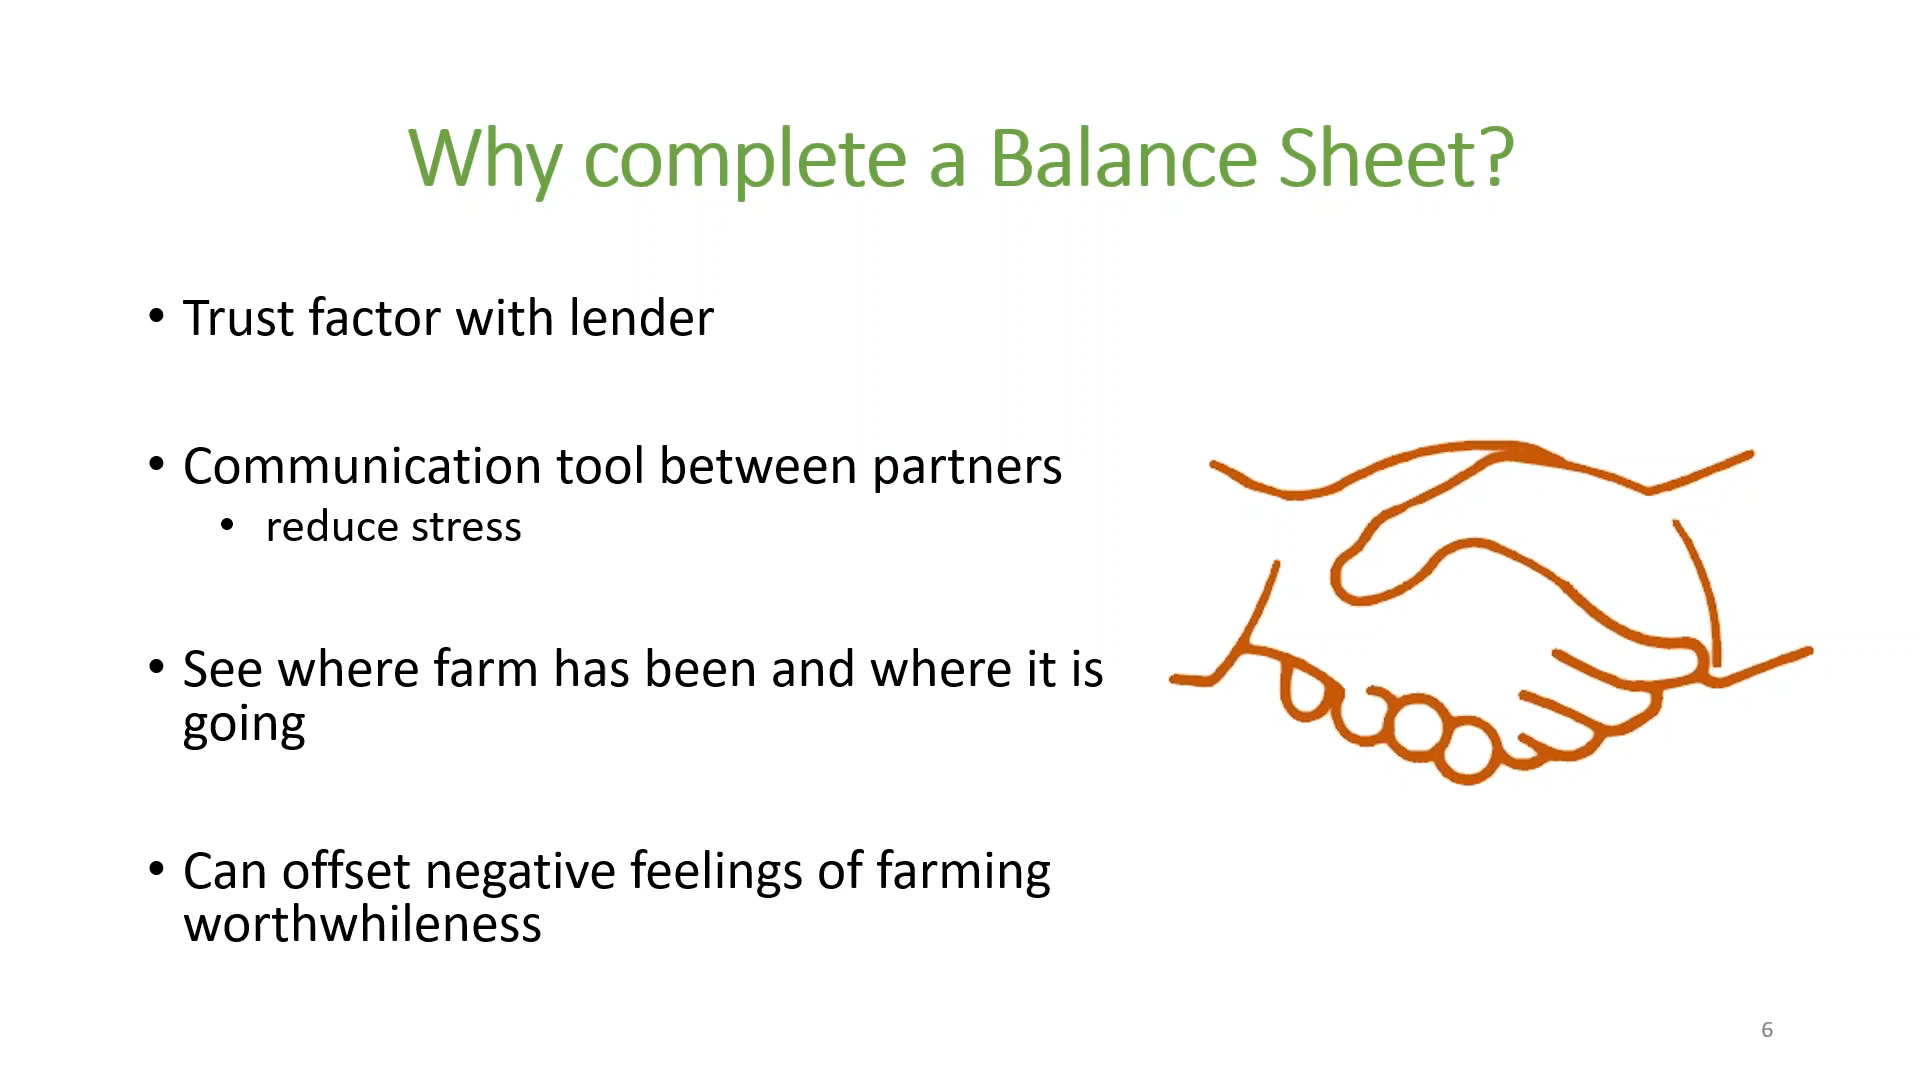 Why complete a Balance Sheet?
• Trust factor with lender
• Communication tool between partners
• reduce stress
• See where farm has been and where it is
going
• Can offset negative feelings of farming
worthwhileness
6